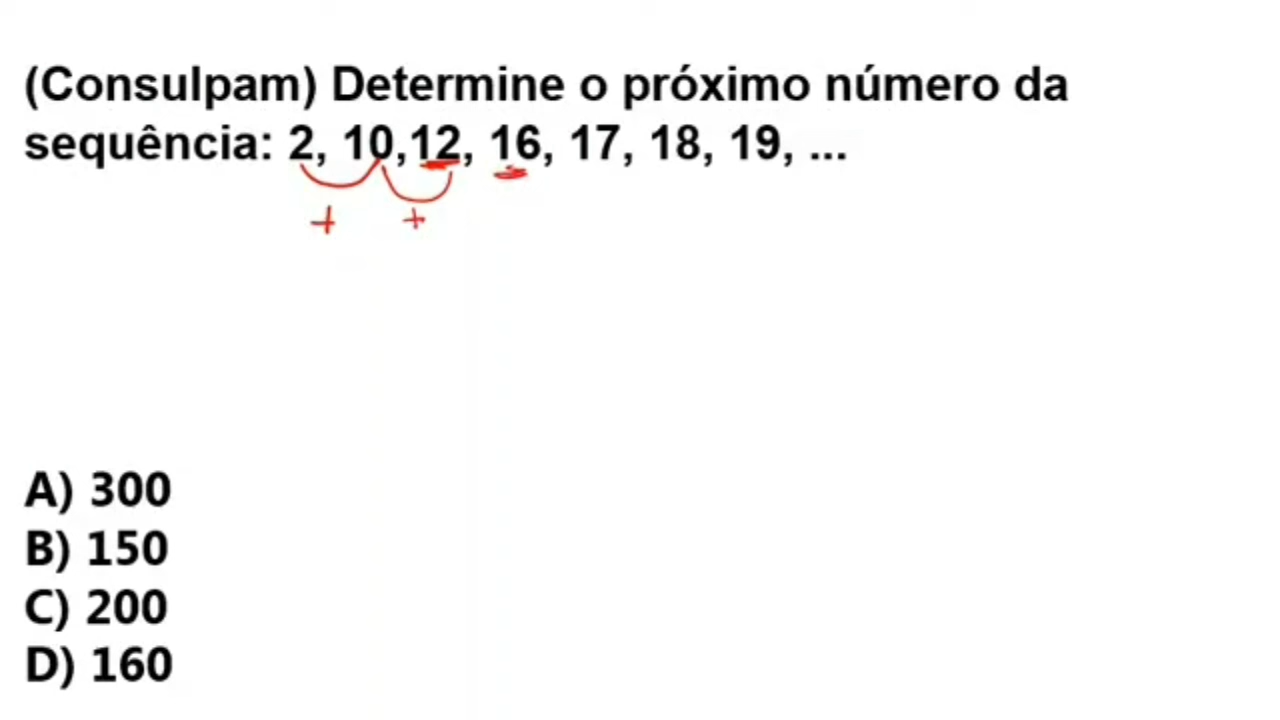 (Consulpam) Determine o próximo número da
sequência: 2, 10,12, 16, 17, 18, 19, ...
+ +
A) 300
B) 150
C) 200
D) 160